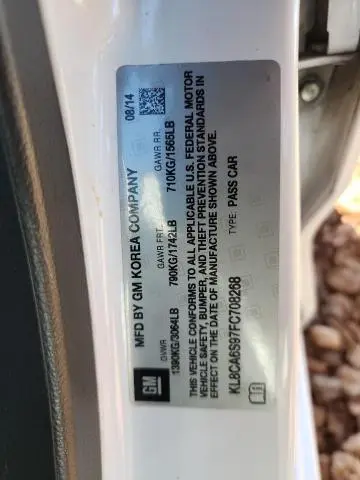 MFD BY GM KOREA COMPANY 08/14
GVWR GAWR FRT. GAWR RR.
1390KG/3064LB 790KG/1742LB 710KG/1565LB
THIS VEHICLE CONFORMS TO ALL APPLICABLE U.S. FEDERAL MOTOR
VEHICLE SAFETY, BUMPER, AND THEFT PREVENTION STANDARDS IN
EFFECT ON THE DATE OF MANUFACTURE SHOWN ABOVE.
KL8CA6S97FC708268 TYPE: PASS CAR
GM